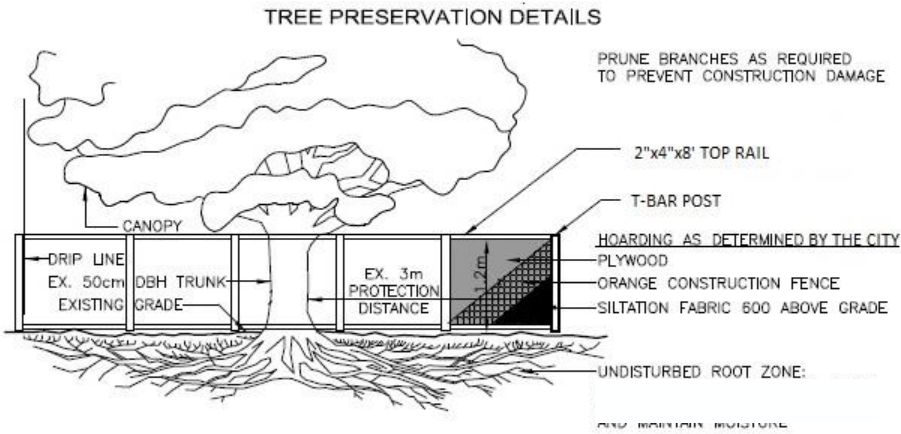 TREE PRESERVATION DETAILS
PRUNE BRANCHES AS REQUIRED
TO PREVENT CONSTRUCTION DAMAGE
2"x4"x8' TOP RAIL
T-BAR POST
CANOPY
HOARDING AS DETERMINED BY THE CITY
DRIP LINE
PLYWOOD
EX. 50cm DBH TRUNK
EX. 3m
PROTECTION
DISTANCE
1.2m
ORANGE CONSTRUCTION FENCE
EXISTING GRADE
SILTATION FABRIC 600 ABOVE GRADE
UNDISTURBED ROOT ZONE:
AND MAINTAIN MOISTURE